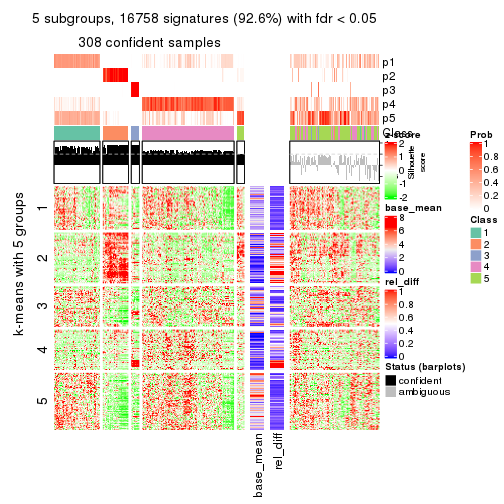 5 subgroups, 16758 signatures (92.6%) with fdr < 0.05
308 confident samples
p1
p2
p3
p4
p5
Class
z-score
2
1
0
-1
-2
Silhouette
score
Prob
1
0.8
0.6
0.4
0.2
0
base_mean
8
6
4
2
0
Class
1
2
3
4
5
rel_diff
1
0.8
0.6
0.4
0.2
0
Status (barplots)
confident
ambiguous
k-means with 5 groups
1
2
3
4
5
base_mean
rel_diff